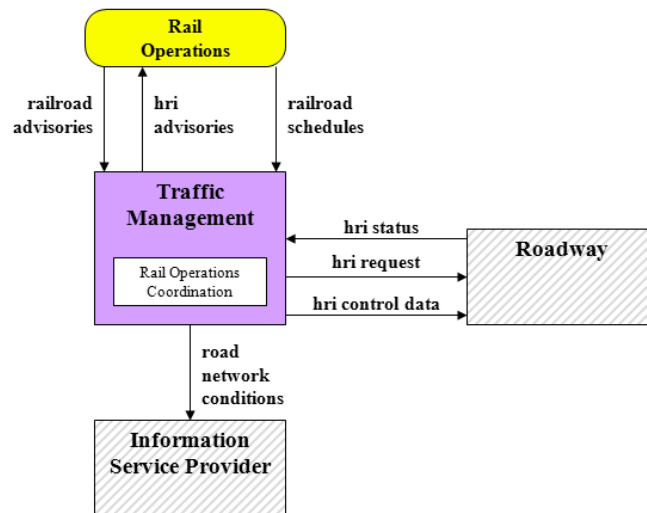 Rail
Operations
railroad
advisories
hri
advisories
railroad
schedules
Traffic
Management
Rail Operations
Coordination
hri status
hri request
hri control data
Roadway
road
network
conditions
Information
Service Provider